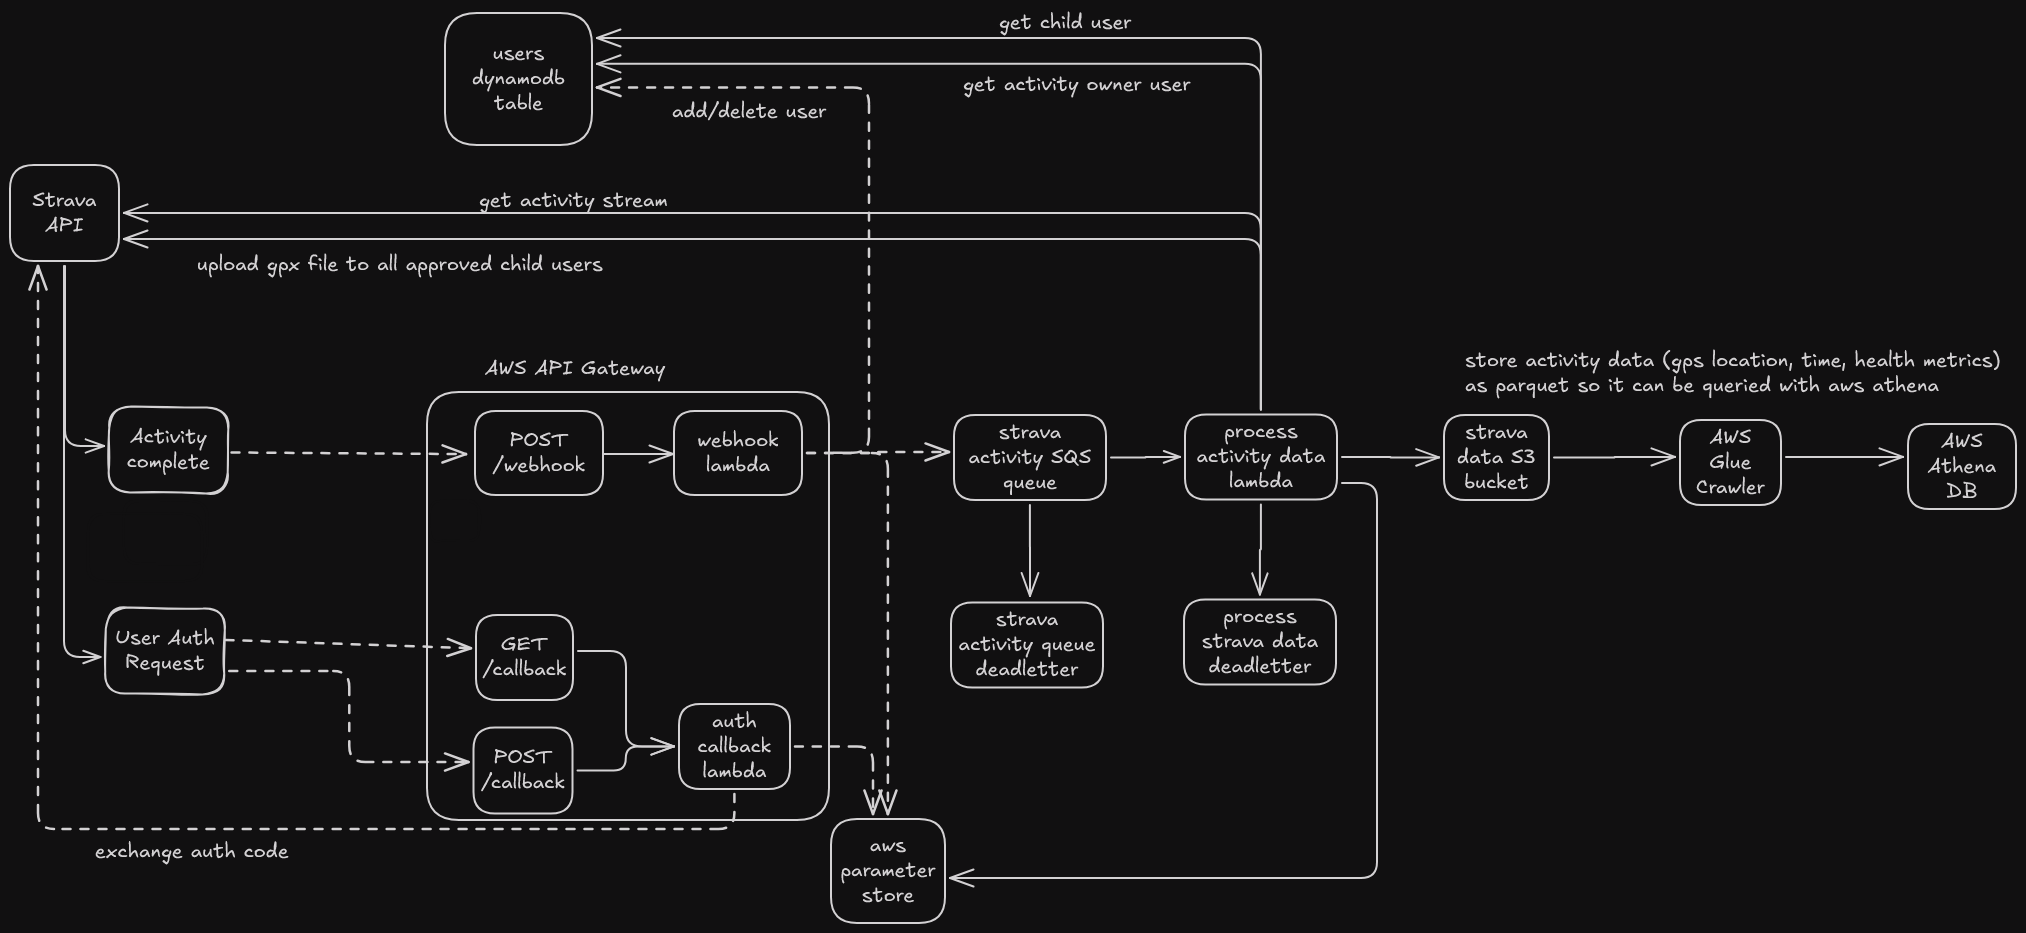 get child user
users
dynamodb
table
get activity owner user
add/delete user
Strava
API
get activity stream
upload gpx file to all approved child users
AWS API Gateway
store activity data (gps location, time, health metrics)
as parquet so it can be queried with aws athena
Activity
complete
POST
/webhook
webhook
lambda
strava
activity SQS
queue
process
activity data
lambda
strava
data S3
bucket
AWS
Glue
Crawler
AWS
Athena
DB
User Auth
Request
GET
/callback
strava
activity queue
deadletter
process
strava data
deadletter
POST
/callback
auth
callback
lambda
exchange auth code
aws
parameter
store